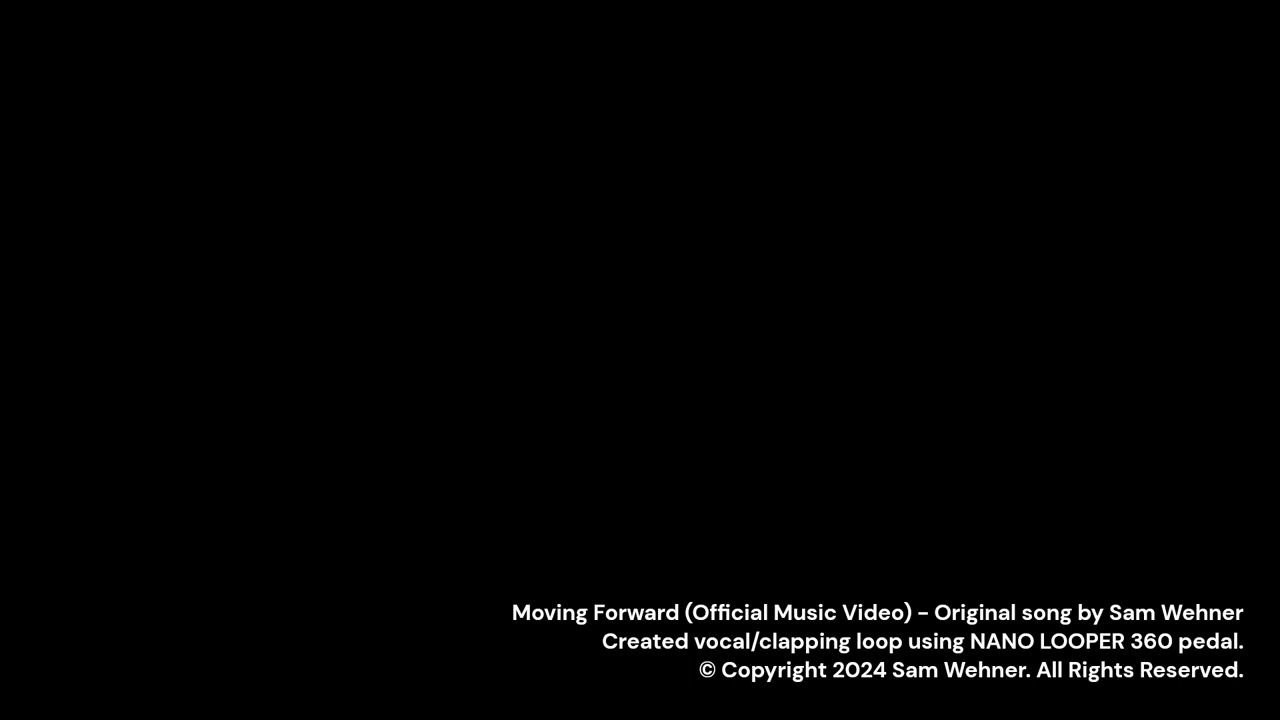 Moving Forward (Official Music Video) - Original song by Sam Wehner
Created vocal/clapping loop using NANO LOOPER 360 pedal.
© Copyright 2024 Sam Wehner. All Rights Reserved.